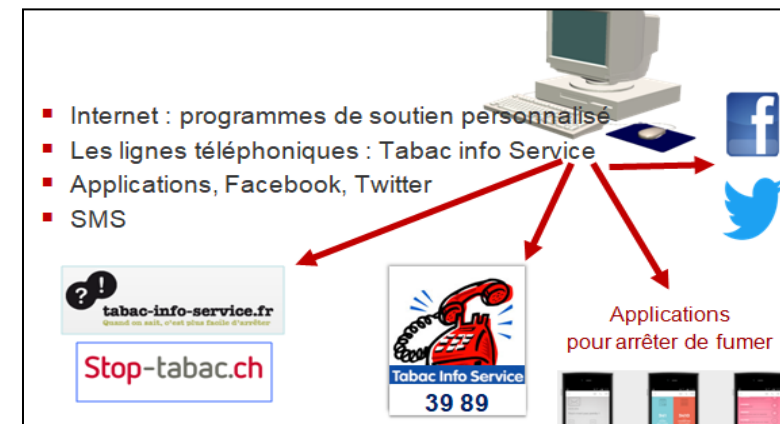 Internet : programmes de soutien personnalisé
Les lignes téléphoniques : Tabac info Service
Applications, Facebook, Twitter
SMS
tabac-info-service.fr
Quand on sait, c'est plus facile d'arrêter
Stop-tabac.ch
Tabac Info Service
39 89
Applications
pour arrêter de fumer